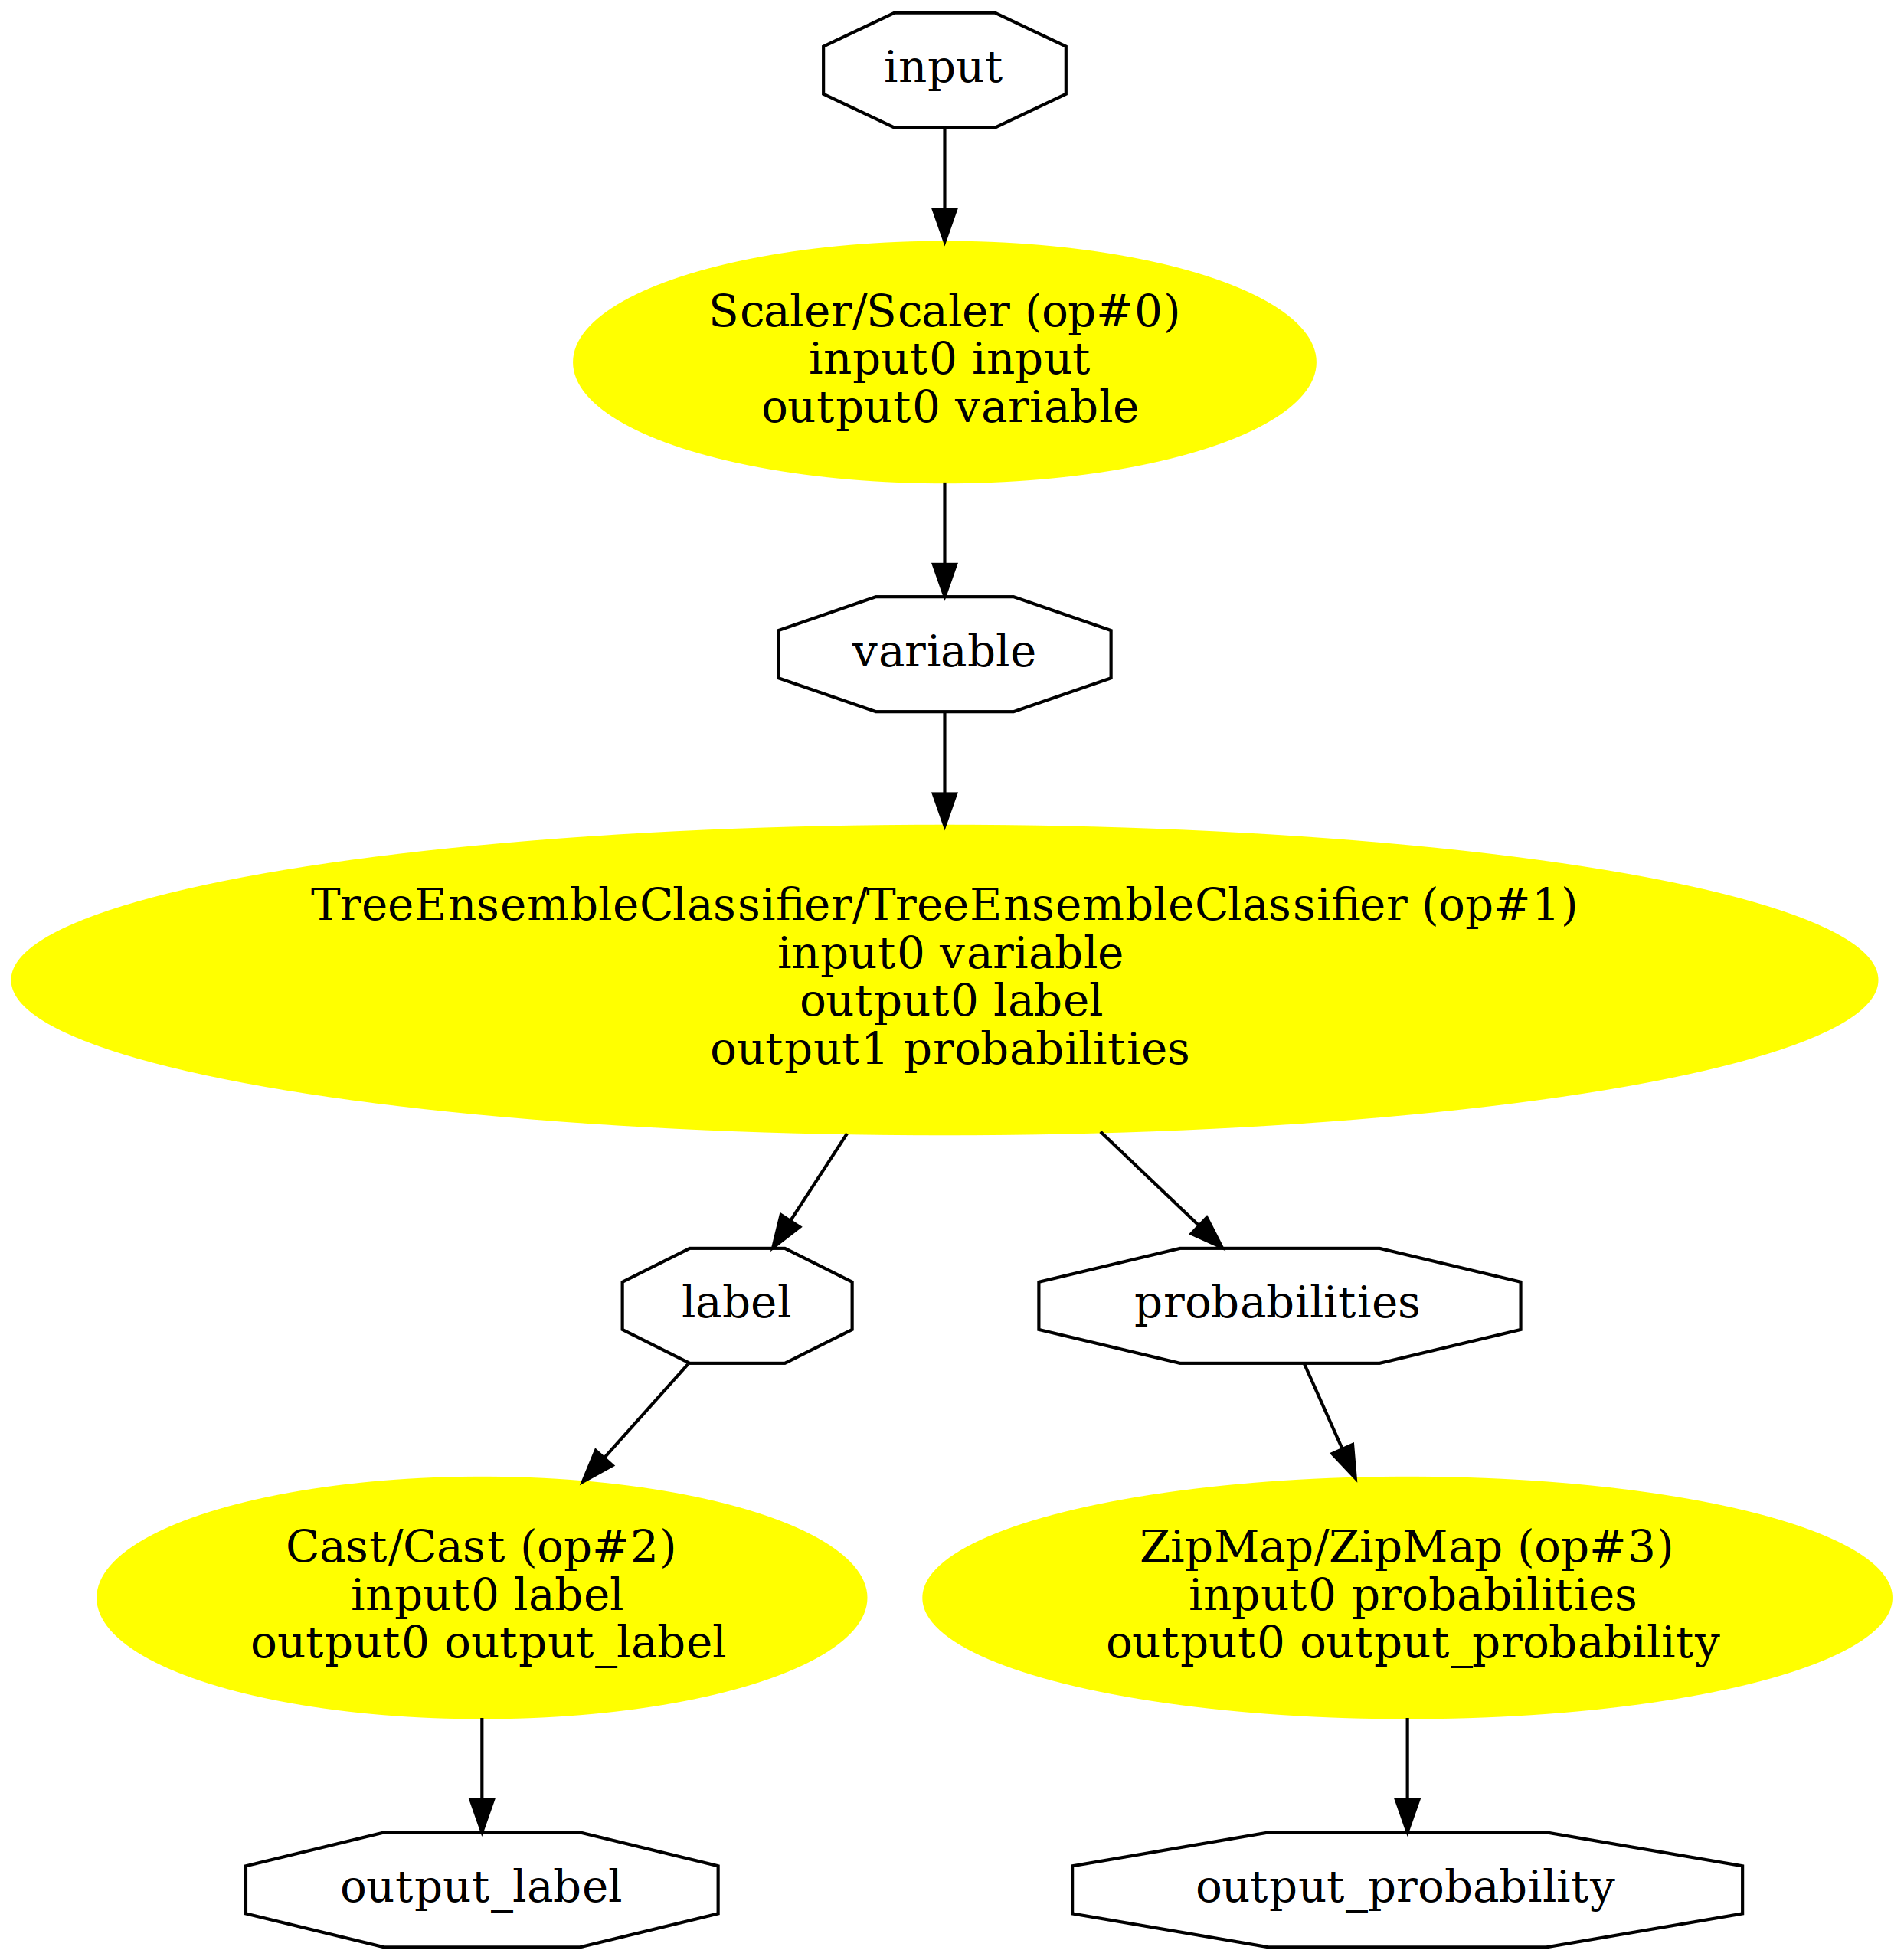 input
Scaler/Scaler (op#0)
input0 input
output0 variable
variable
TreeEnsembleClassifier/TreeEnsembleClassifier (op#1)
input0 variable
output0 label
output1 probabilities
label
probabilities
Cast/Cast (op#2)
input0 label
output0 output_label
ZipMap/ZipMap (op#3)
input0 probabilities
output0 output_probability
output_label
output_probability